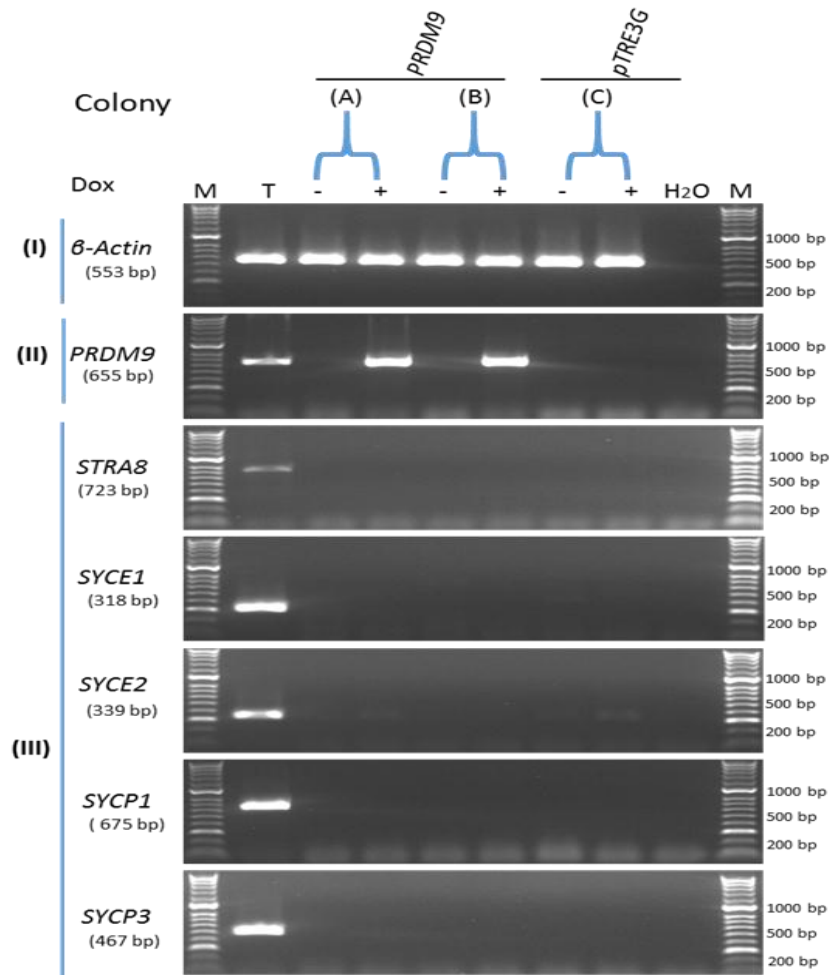 PRDM9 pTRE3G
Colony (A) (B) (C)
Dox M T - + - + - + H2O M
(I) β-Actin
(553 bp)
1000 bp
500 bp
200 bp
(II) PRDM9
(655 bp)
1000 bp
500 bp
200 bp
(III)
STRA8
(723 bp)
1000 bp
500 bp
200 bp
SYCE1
(318 bp)
1000 bp
500 bp
200 bp
SYCE2
(339 bp)
1000 bp
500 bp
200 bp
SYCP1
( 675 bp)
1000 bp
500 bp
200 bp
SYCP3
(467 bp)
1000 bp
500 bp
200 bp